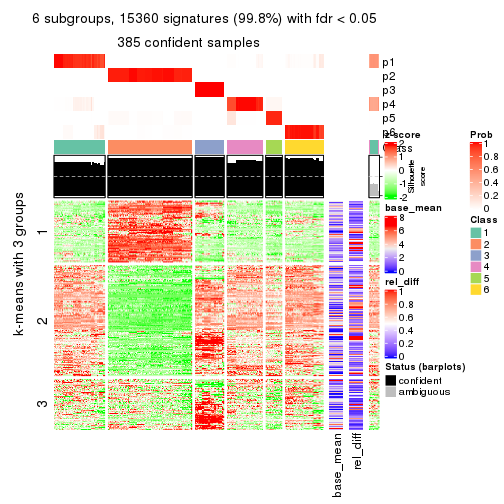 6 subgroups, 15360 signatures (99.8%) with fdr < 0.05
385 confident samples
p1
p2
p3
p4
p5
p6
Class
Silhouette
score
k-means with 3 groups
1
2
3
base_mean
rel_diff
z-score
2
1
0
-1
-2
base_mean
8
6
4
2
0
rel_diff
1
0.8
0.6
0.4
0.2
0
Status (barplots)
confident
ambiguous
Prob
1
0.8
0.6
0.4
0.2
0
Class
1
2
3
4
5
6